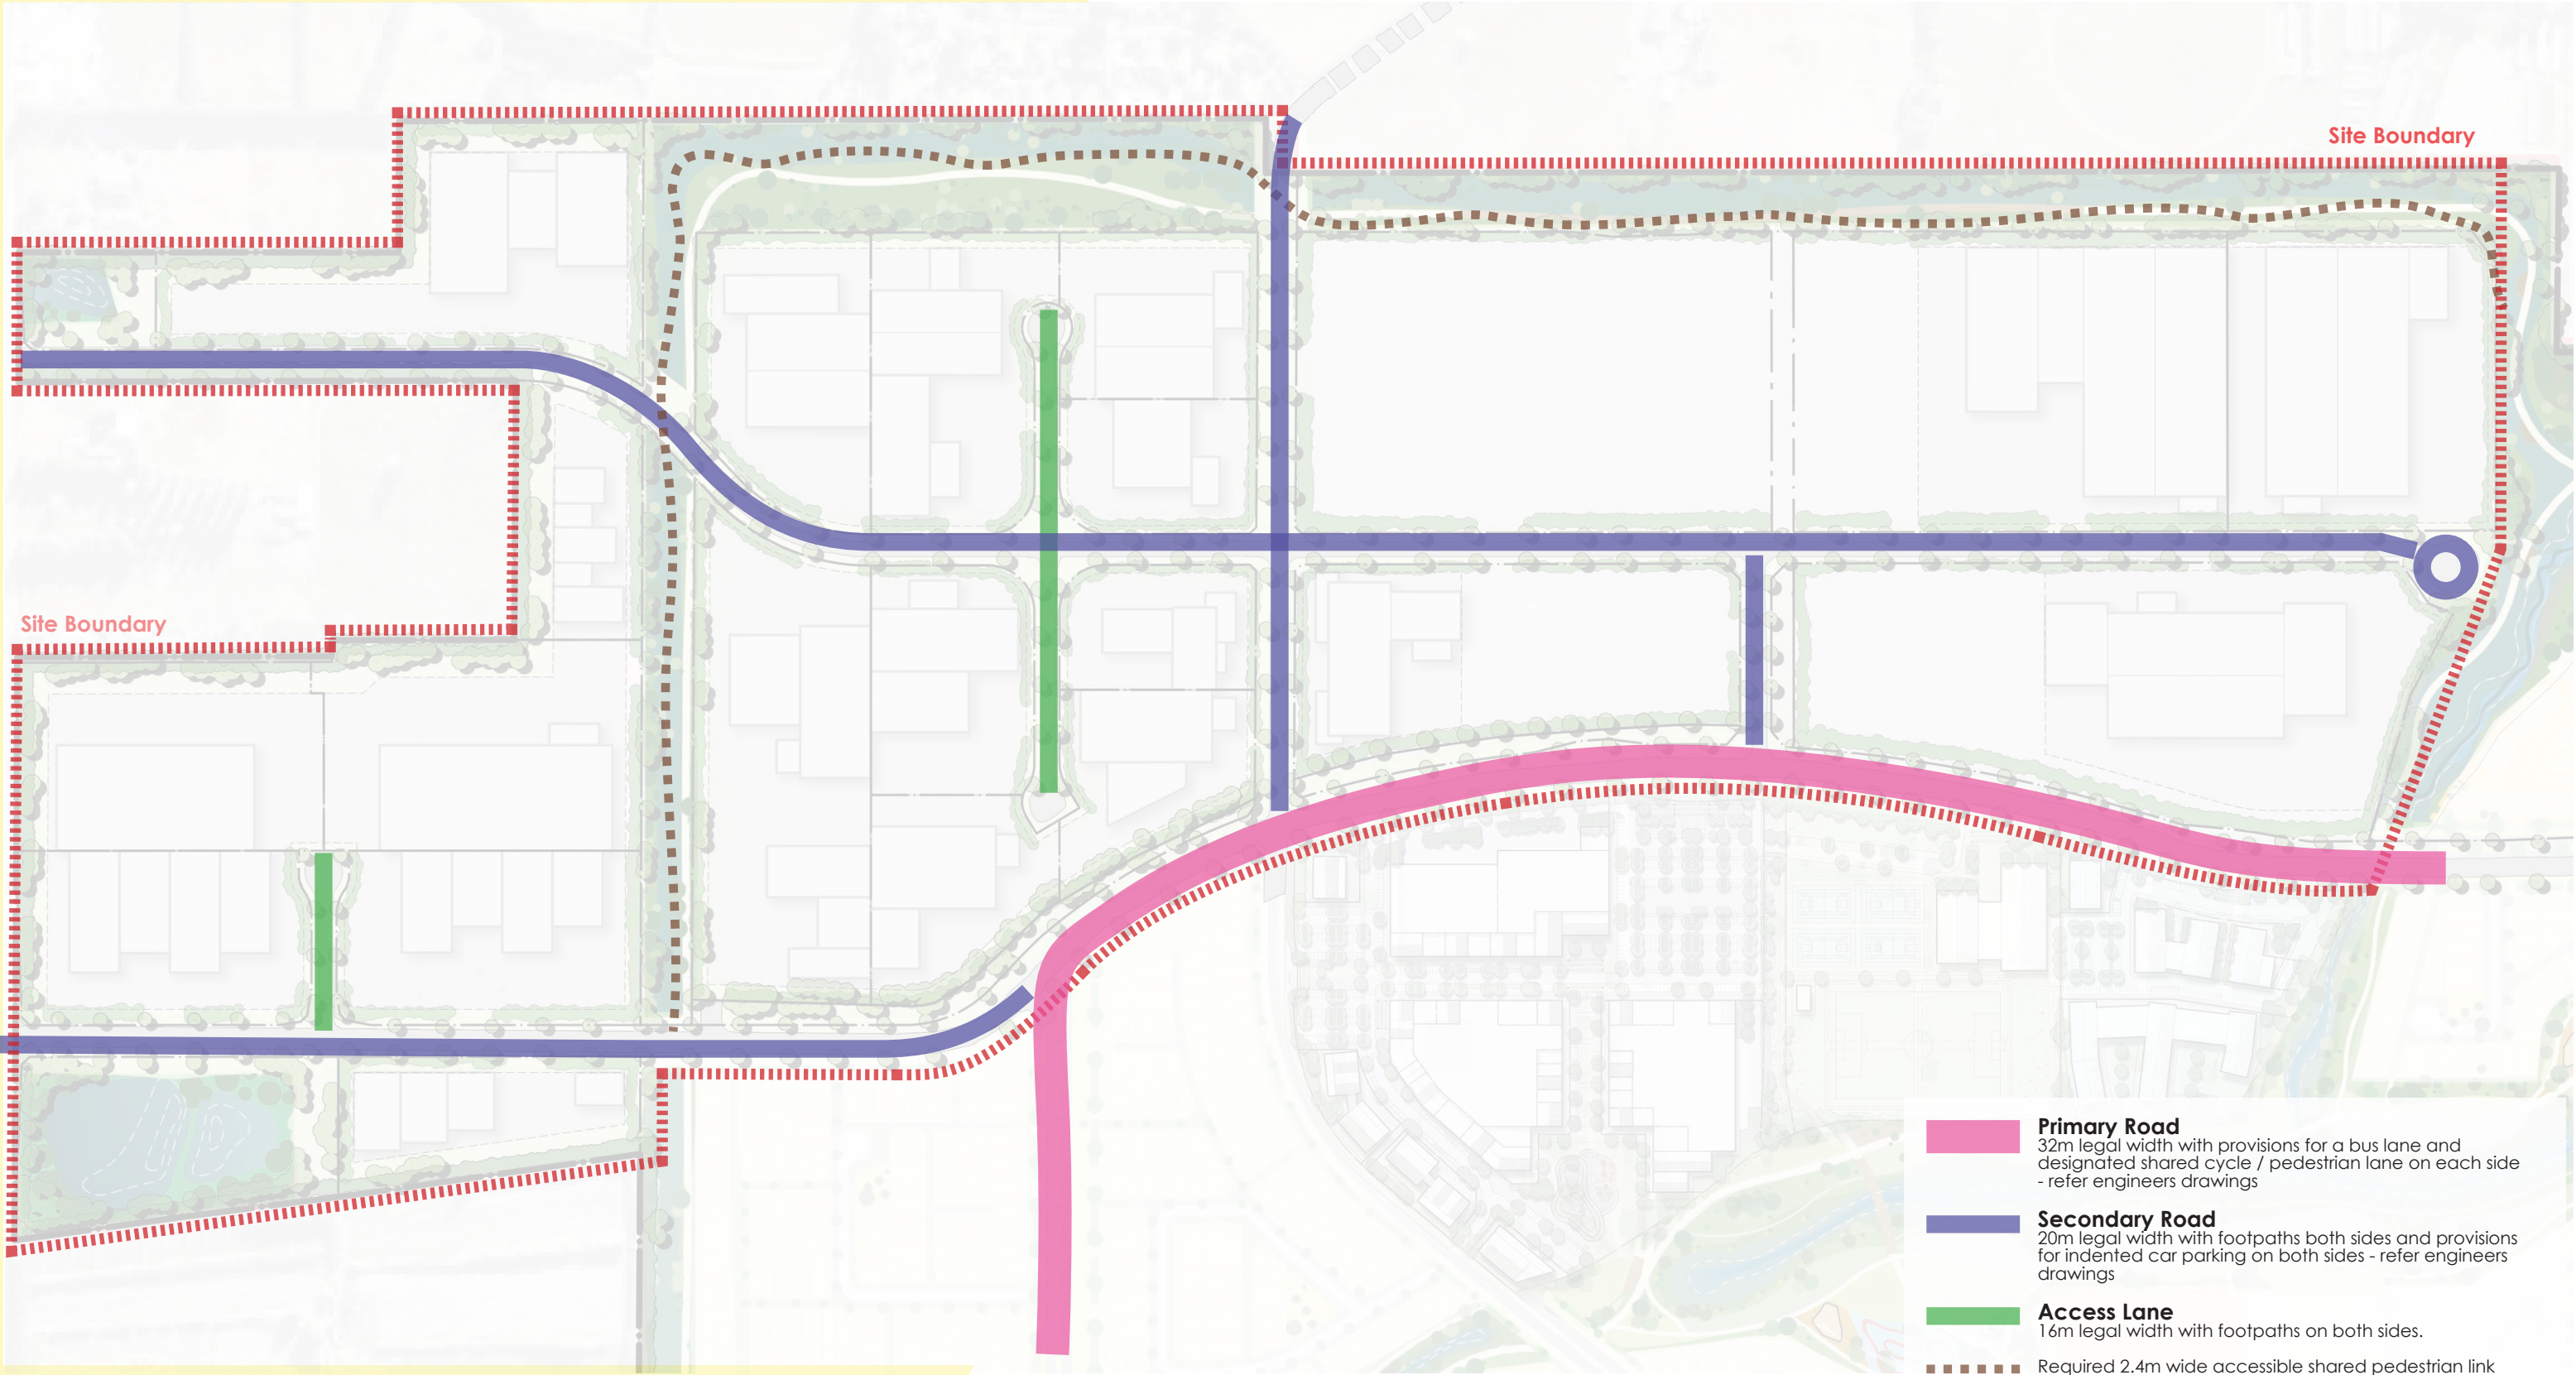 Site Boundary
Site Boundary
Primary Road
32m legal width with provisions for a bus lane and
designated shared cycle / pedestrian lane on each side
- refer engineers drawings
Secondary Road
20m legal width with footpaths both sides and provisions
for indented car parking on both sides - refer engineers
drawings
Access Lane
16m legal width with footpaths on both sides.
Required 2.4m wide accessible shared pedestrian link